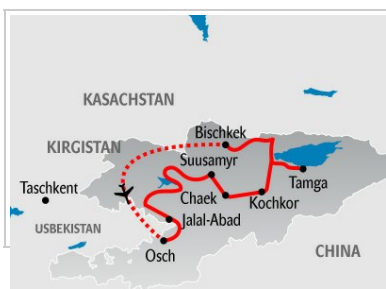 KASACHSTAN
KIRGISTAN
Bischkek
Suusamyr
Taschkent
Chaek
Tamga
Kochkor
USBEKISTAN
Jalal-Abad
Osch
CHINA